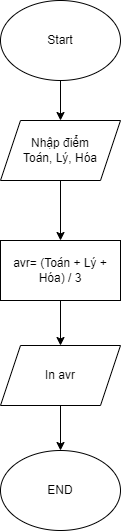 Start
Nhập điểm
Toán, Lý, Hóa
avr= (Toán + Lý +
Hóa) / 3
In avr
END